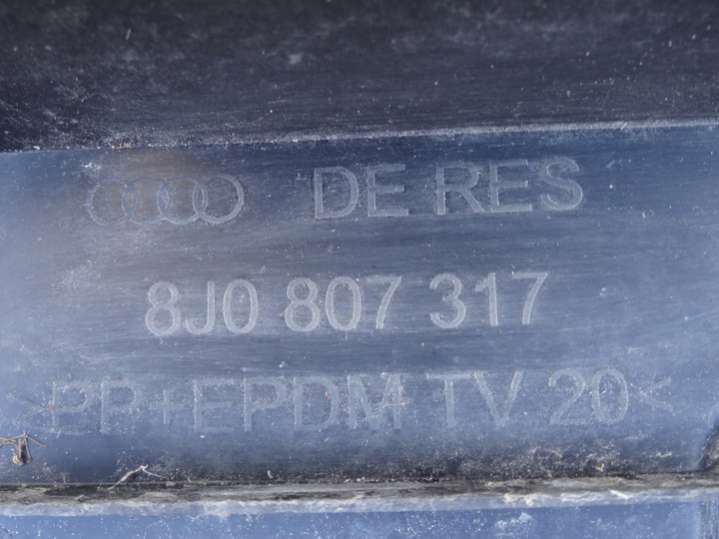 DE RES
8J0 807 317
>PP+EPDM TV 20<